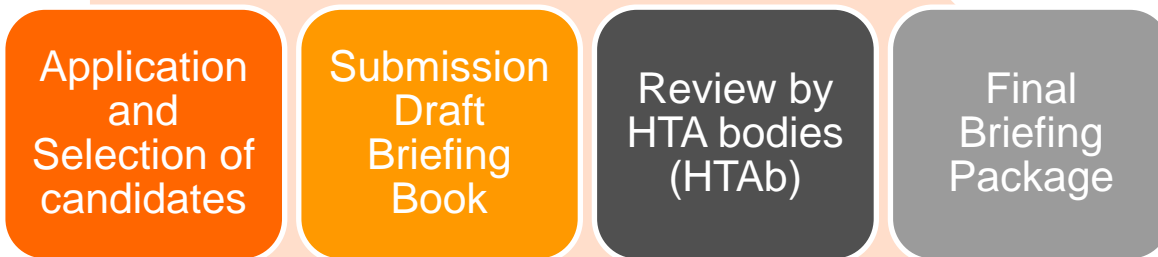 Application
and
Selection of
candidates
Submission
Draft
Briefing
Book
Review by
HTA bodies
(HTAb)
Final
Briefing
Package